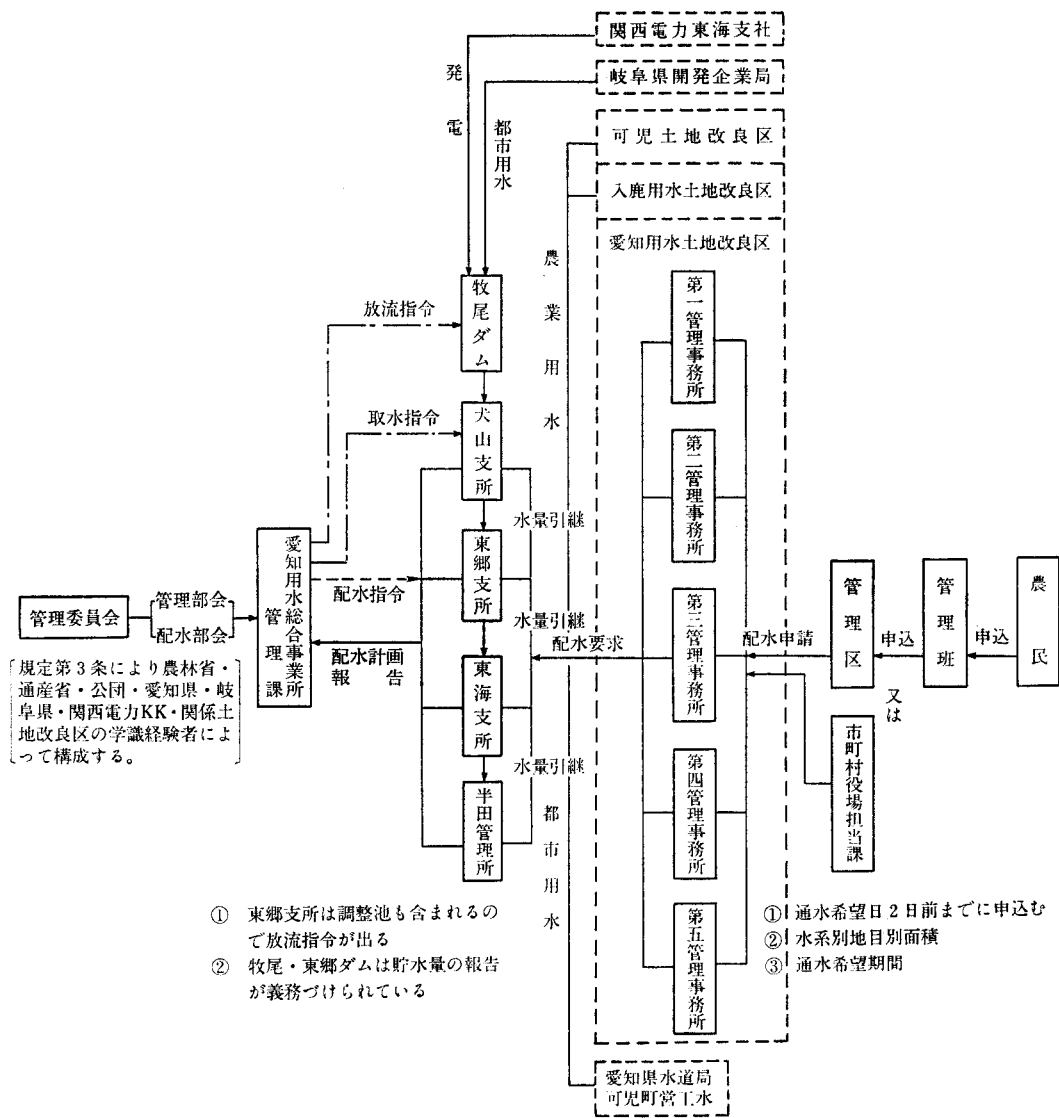 関西電力東海支社
岐阜県開発企業局
可児土地改良区
入鹿用水土地改良区
愛知用水土地改良区
発電
都市用水
農業用水
牧尾ダム
放流指令
犬山支所
取水指令
水量引継
東郷支所
配水指令
水量引継
東海支所
配水計画
報告
水量引継
半田管理所
都市用水
愛知用水総合事業所
管理課
管理委員会
管理部会
配水部会
規定第3条により農林省・
通産省・公団・愛知県・岐
阜県・関西電力KK・関係土
地改良区の学識経験者によ
って構成する。
配水要求
第一管理事務所
第二管理事務所
第三管理事務所
第四管理事務所
第五管理事務所
配水申請
管理区
申込
管理班
申込
農民
又は
市町村役場担当課
① 東郷支所は調整池も含まれるの
で放流指令が出る
② 牧尾・東郷ダムは貯水量の報告
が義務づけられている
① 通水希望日2日前までに申込む
② 水系別地目別面積
③ 通水希望期間
愛知県水道局
可児町営工水